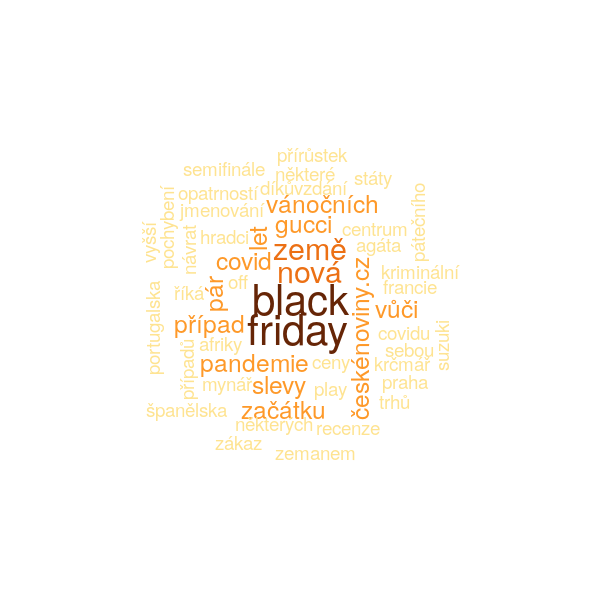 přírůstek
semifinále
některé
státy
díkůvzdání
opatrností
pochybení
pátečního
vánočních
jmenování
gucci
let
centrum
vyšší
hradci
návrat
země
agáta
covid
nová
kriminální
off
francie
pár
říká
black
českénoviny.cz
vůči
portugalska
případ
friday
covidu
suzuki
afriky
sebou
případů
pandemie
ceny
krčmář
mynář
slevy
play
praha
trhů
španělska
začátku
některých
recenze
zákaz
zemanem